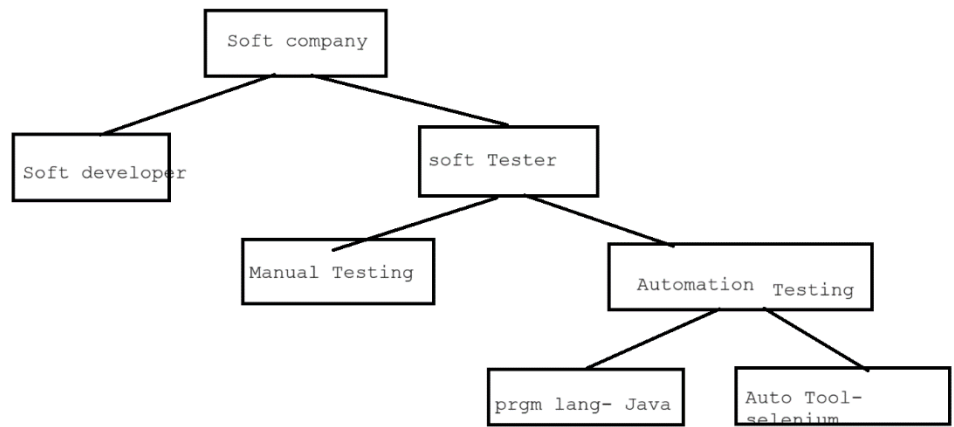 Soft company
Soft developer
soft Tester
Manual Testing
Automation Testing
prgm lang- Java
Auto Tool-
selenium